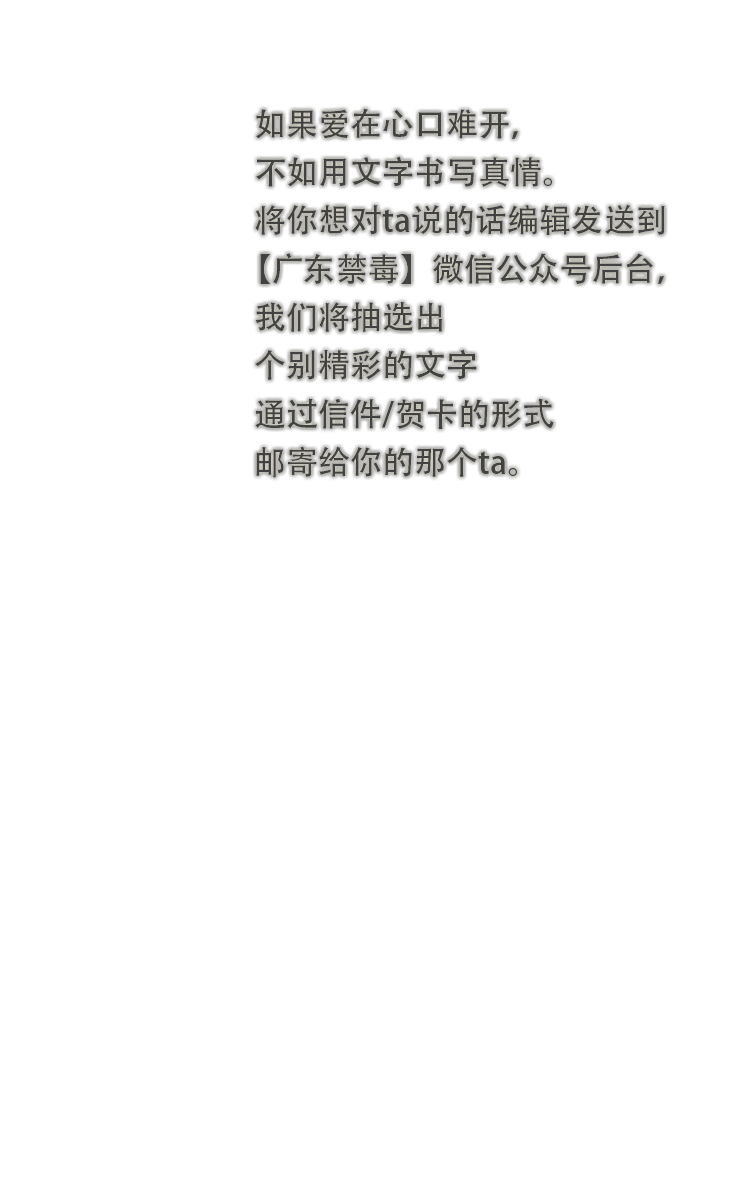 如果爱在心口难开,
不如用文字书写真情。
将你想对ta说的话编辑发送到
【广东禁毒】微信公众号后台,
我们将抽选出
个别精彩的文字
通过信件/贺卡的形式
邮寄给你的那个ta。